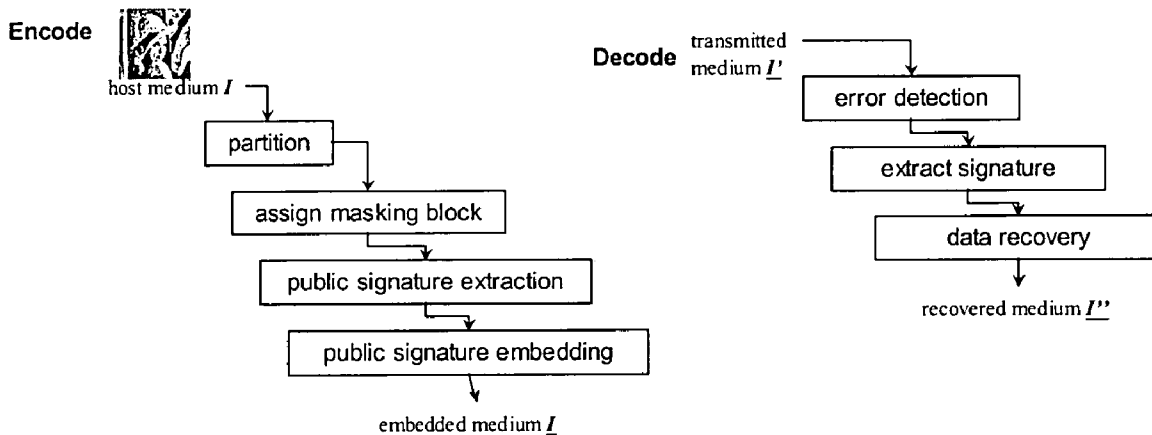 Encode
host medium I
partition
assign masking block
public signature extraction
public signature embedding
embedded medium I
Decode
transmitted
medium I'
error detection
extract signature
data recovery
recovered medium I''